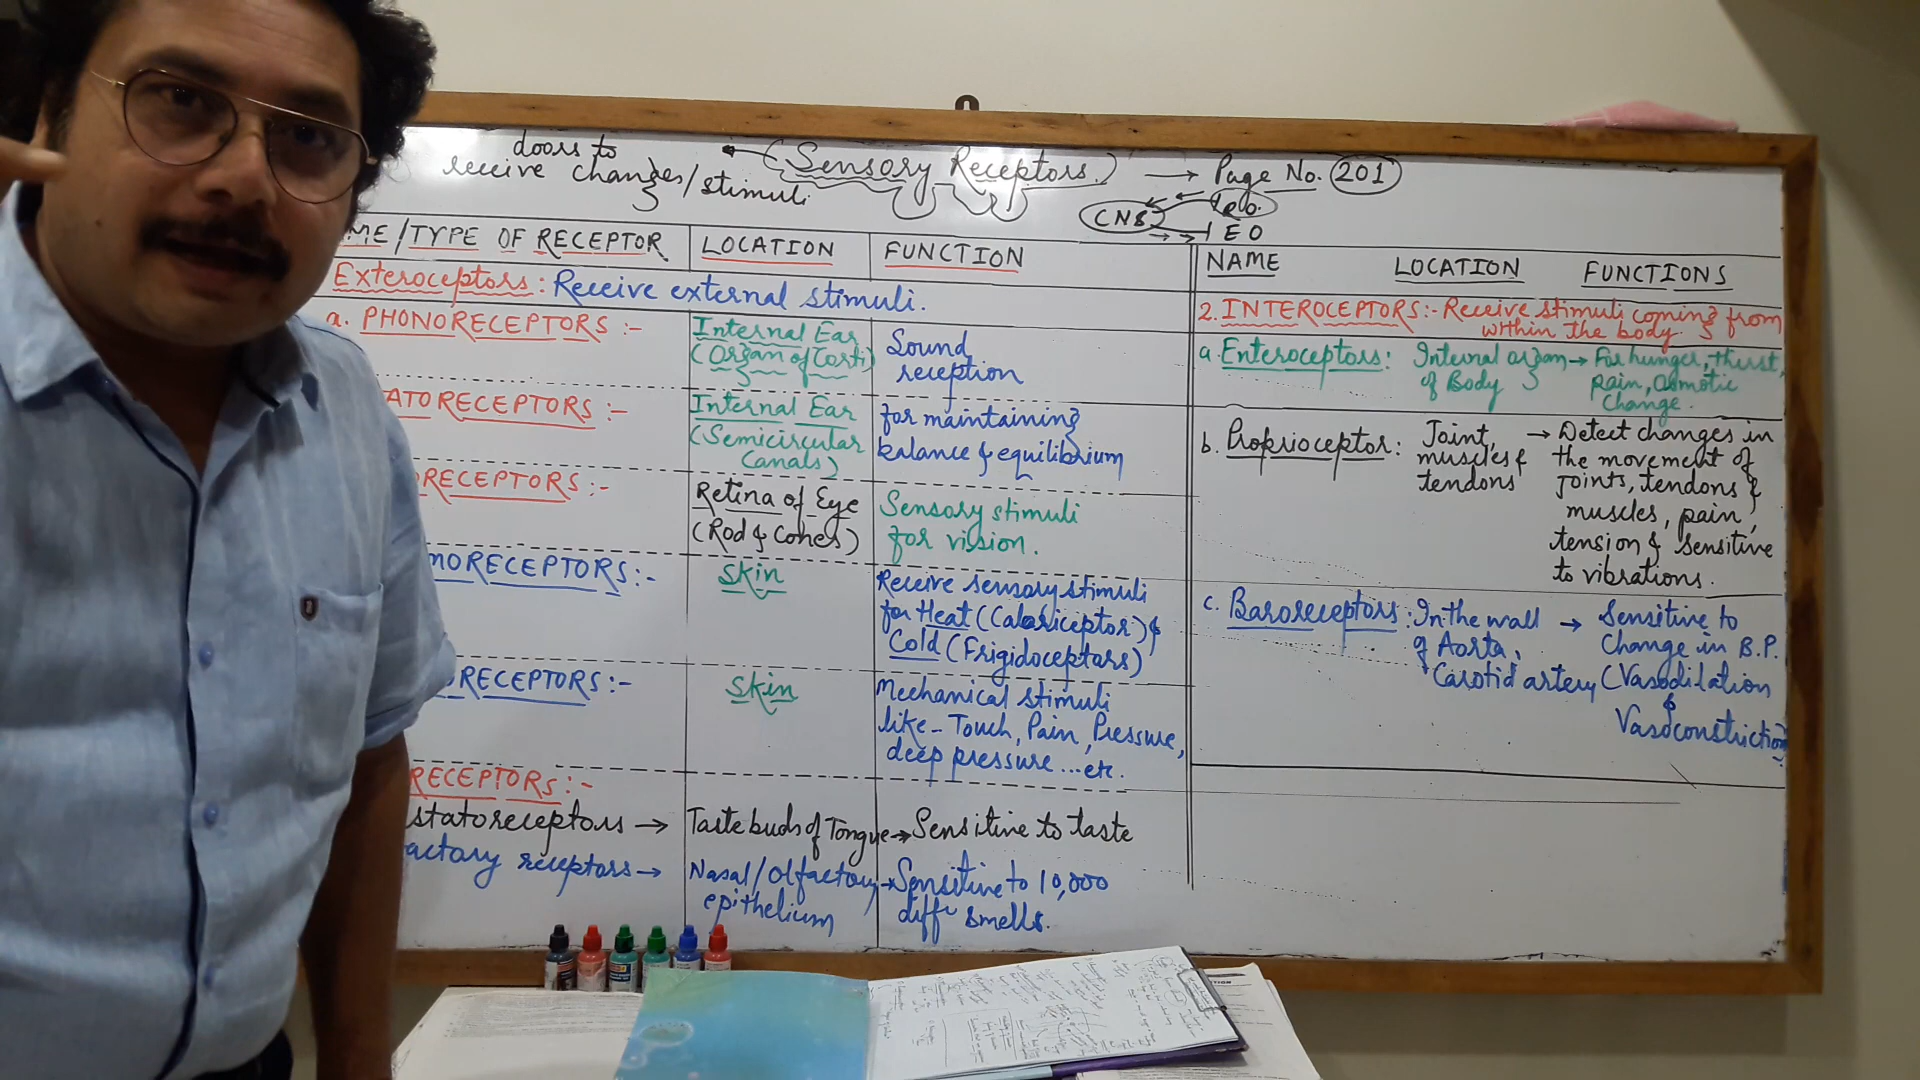 doors to
receive changes/stimuli
(Sensory Receptors.)
Page No. 201
CNS
I E O
ME/TYPE OF RECEPTOR
LOCATION
FUNCTION
Exteroceptors: Receive external stimuli.
a. PHONORECEPTORS :-
Internal Ear
(Organ of Corti)
Sound
reception
ATORECEPTORS :-
Internal Ear
(Semicircular
Canals)
for maintaining
balance & equilibrium
ORECEPTORS :-
Retina of Eye
(Rod & Cones)
Sensory stimuli
for vission.
MORECEPTORS:-
Skin
Receive sensory stimuli
for Heat (Caloriceptor) &
Cold (Frigidoceptors)
RECEPTORS :-
Skin
Mechanical stimuli
like - Touch, Pain, Pressure,
deep pressure ... etc.
RECEPTORS :-
statoreceptors →
Taste buds of Tongue
→ Sensitive to taste
actory receptors →
Nasal/Olfactory
epithelium
→ Sensitive to 10,000
diffr smells.
NAME
LOCATION
FUNCTIONS
2. INTEROCEPTORS:- Receive stimuli coming from
within the body.
a. Enteroceptors:
Internal organ
of Body
→ For hunger, thirst,
pain, osmotic
change.
b. Proprioceptor:
Joint,
muscles &
tendons
→ Detect changes in
the movement of
joints, tendons &
muscles, pain,
tension & sensitive
to vibrations.
c. Baroreceptors:
In the wall
of Aorta,
Carotid artery
→ Sensitive to
Change in B.P.
(Vasodilation
&
Vasoconstriction